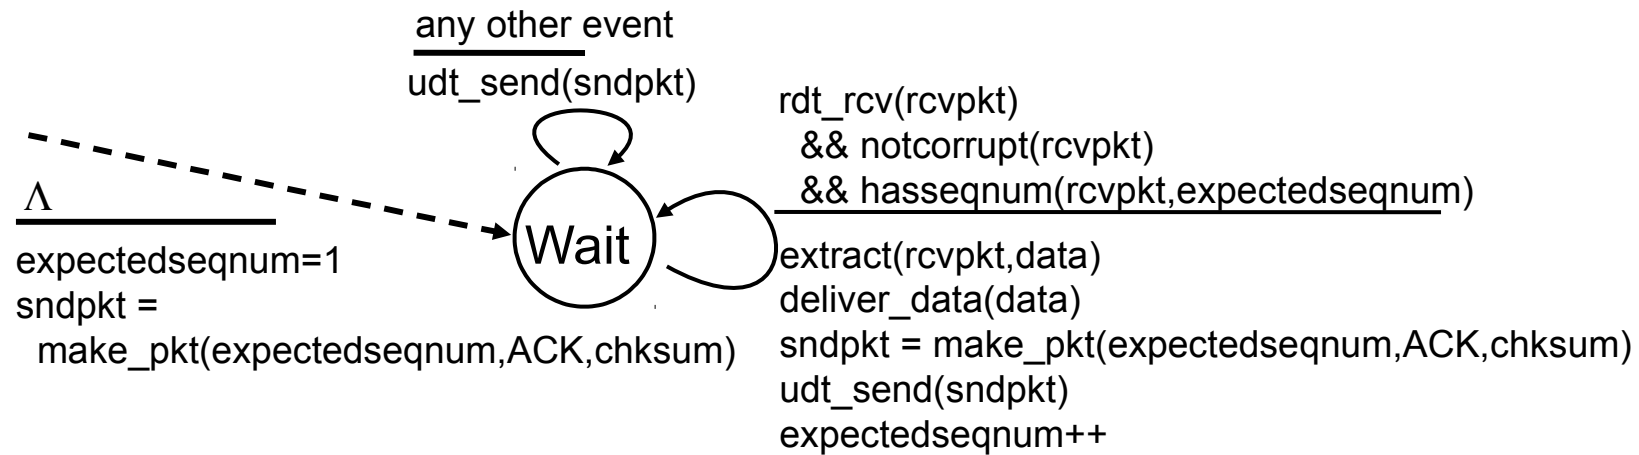 any other event
udt_send(sndpkt)
Λ
expectedseqnum=1
sndpkt =
make_pkt(expectedseqnum,ACK,chksum)
Wait
rdt_rcv(rcvpkt)
&& notcorrupt(rcvpkt)
&& hasseqnum(rcvpkt,expectedseqnum)
extract(rcvpkt,data)
deliver_data(data)
sndpkt = make_pkt(expectedseqnum,ACK,chksum)
udt_send(sndpkt)
expectedseqnum++